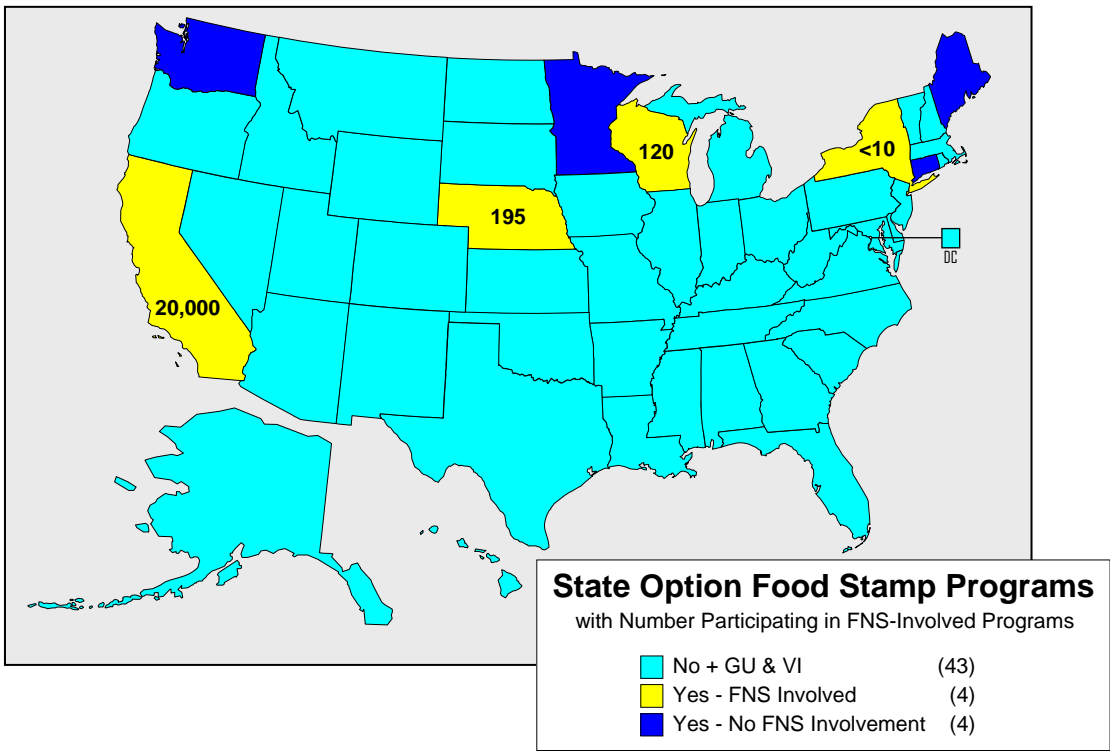 120
<10
195
DC
20,000
State Option Food Stamp Programs
with Number Participating in FNS-Involved Programs
No + GU & VI (43)
Yes - FNS Involved (4)
Yes - No FNS Involvement (4)